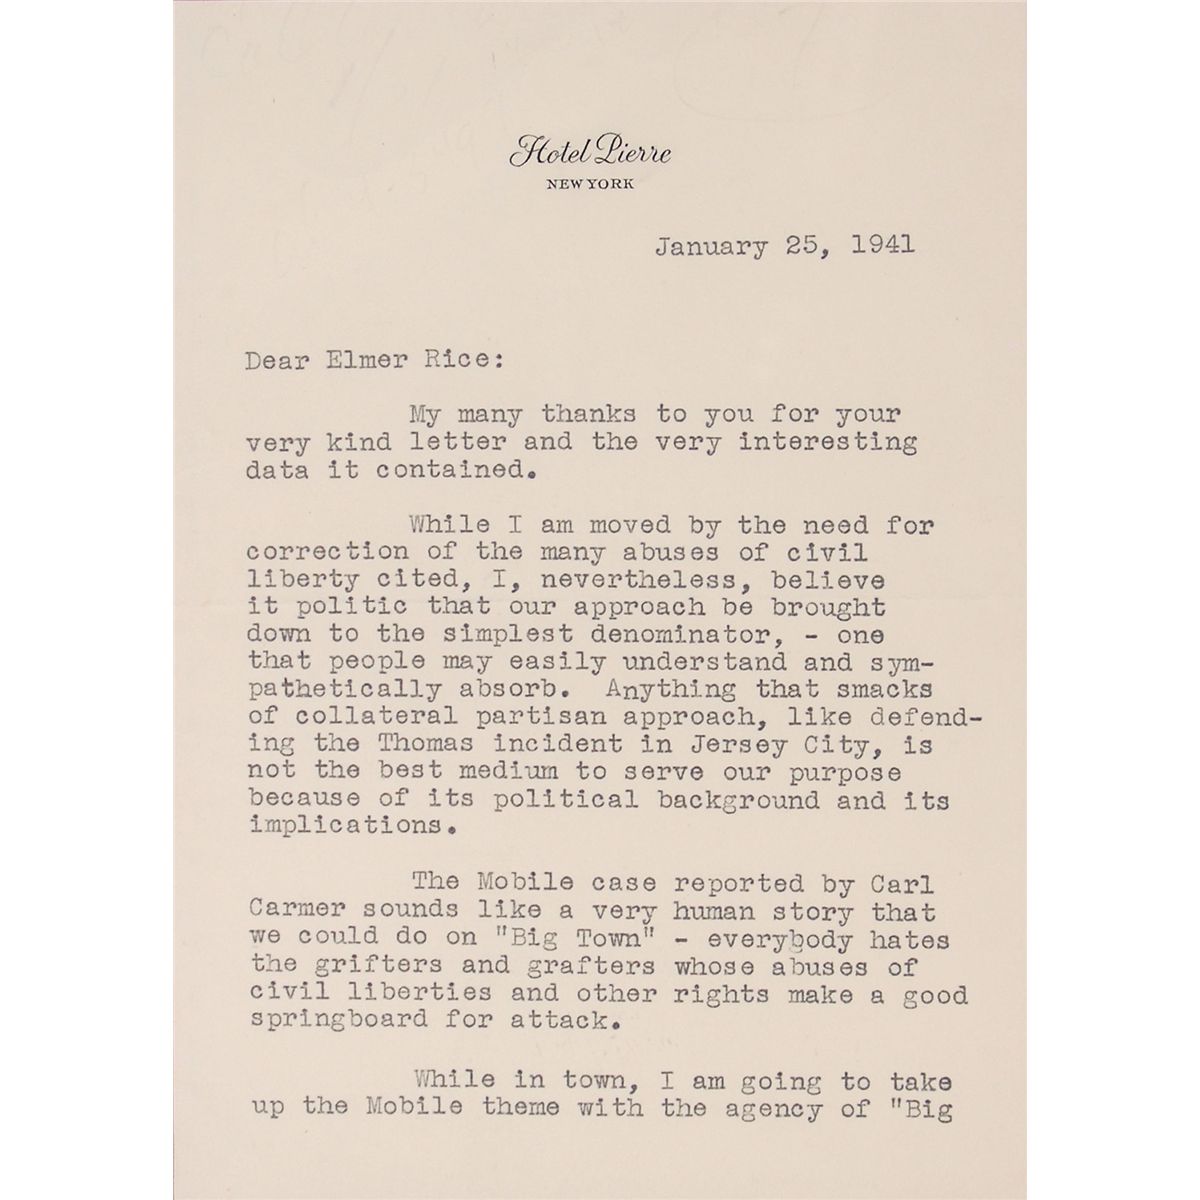 Hotel Pierre
NEW YORK
January 25, 1941
Dear Elmer Rice:
My many thanks to you for your
very kind letter and the very interesting
data it contained.
While I am moved by the need for
correction of the many abuses of civil
liberty cited, I, nevertheless, believe
it politic that our approach be brought
down to the simplest denominator, - one
that people may easily understand and sym-
pathetically absorb. Anything that smacks
of collateral partisan approach, like defend-
ing the Thomas incident in Jersey City, is
not the best medium to serve our purpose
because of its political background and its
implications.
The Mobile case reported by Carl
Carmer sounds like a very human story that
we could do on "Big Town" - everybody hates
the grifters and grafters whose abuses of
civil liberties and other rights make a good
springboard for attack.
While in town, I am going to take
up the Mobile theme with the agency of "Big